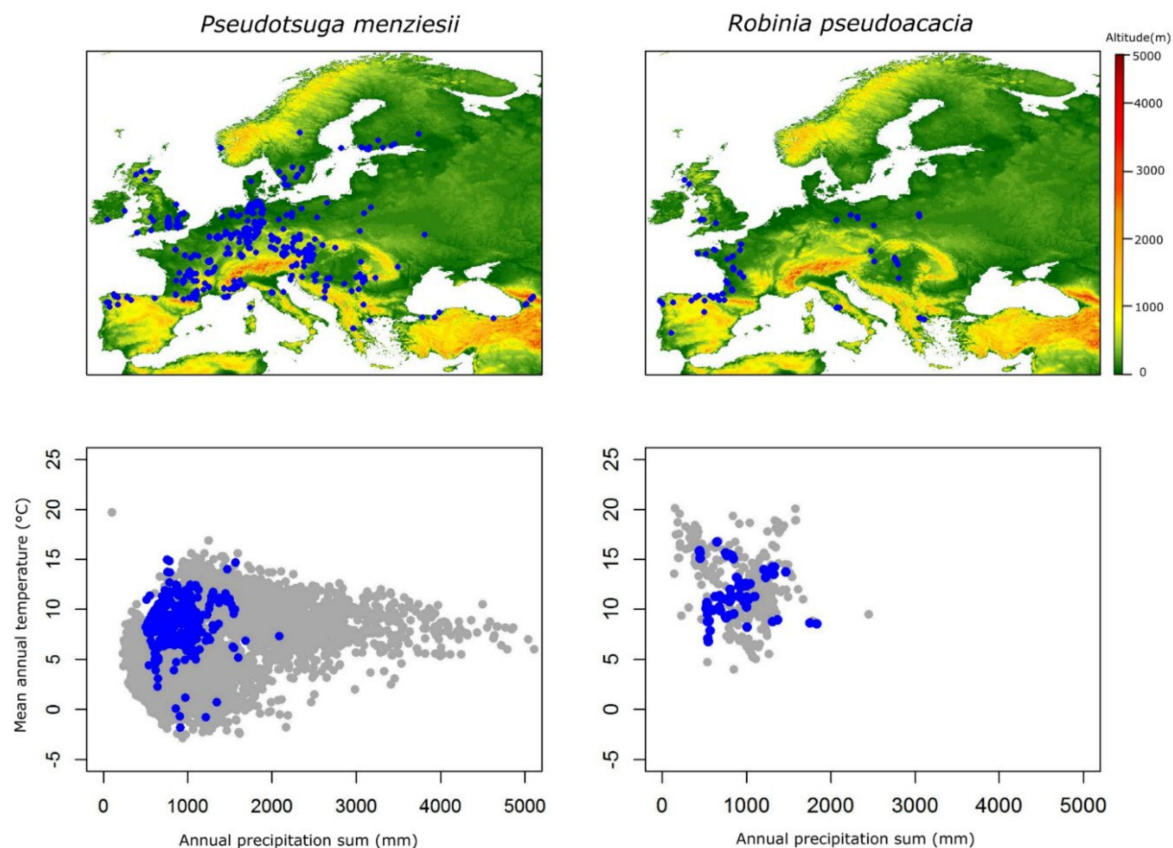 Pseudotsuga menziesii
Robinia pseudoacacia
Altitude(m)
5000
4000
3000
2000
1000
0
Mean annual temperature (°C)
25
20
15
10
5
0
-5
0 1000 2000 3000 4000 5000
Annual precipitation sum (mm)
25
20
15
10
5
0
-5
0 1000 2000 3000 4000 5000
Annual precipitation sum (mm)